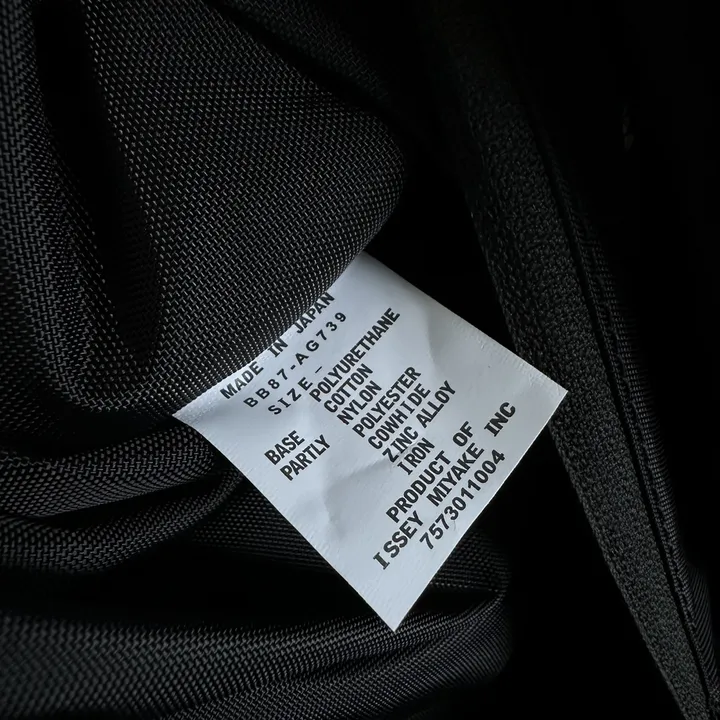 MADE IN JAPAN
BB87-AG739
SIZE -
BASE POLYURETHANE
COTTON
PARTLY NYLON
POLYESTER
COWHIDE
ZINC ALLOY
IRON
PRODUCT OF
ISSEY MIYAKE INC
7573011004